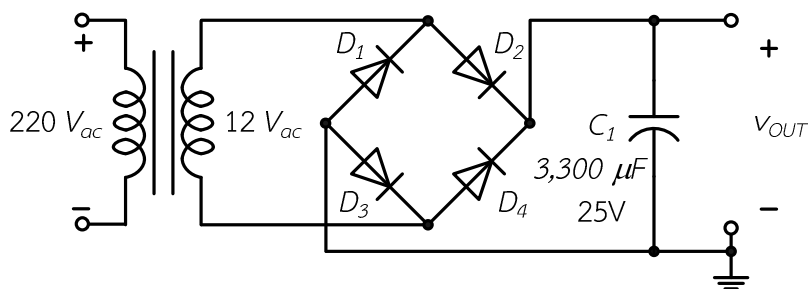 D1
D2
+
+
220 Vac
12 Vac
C1
vOUT
3,300 μF
25V
−
−
D3
D4